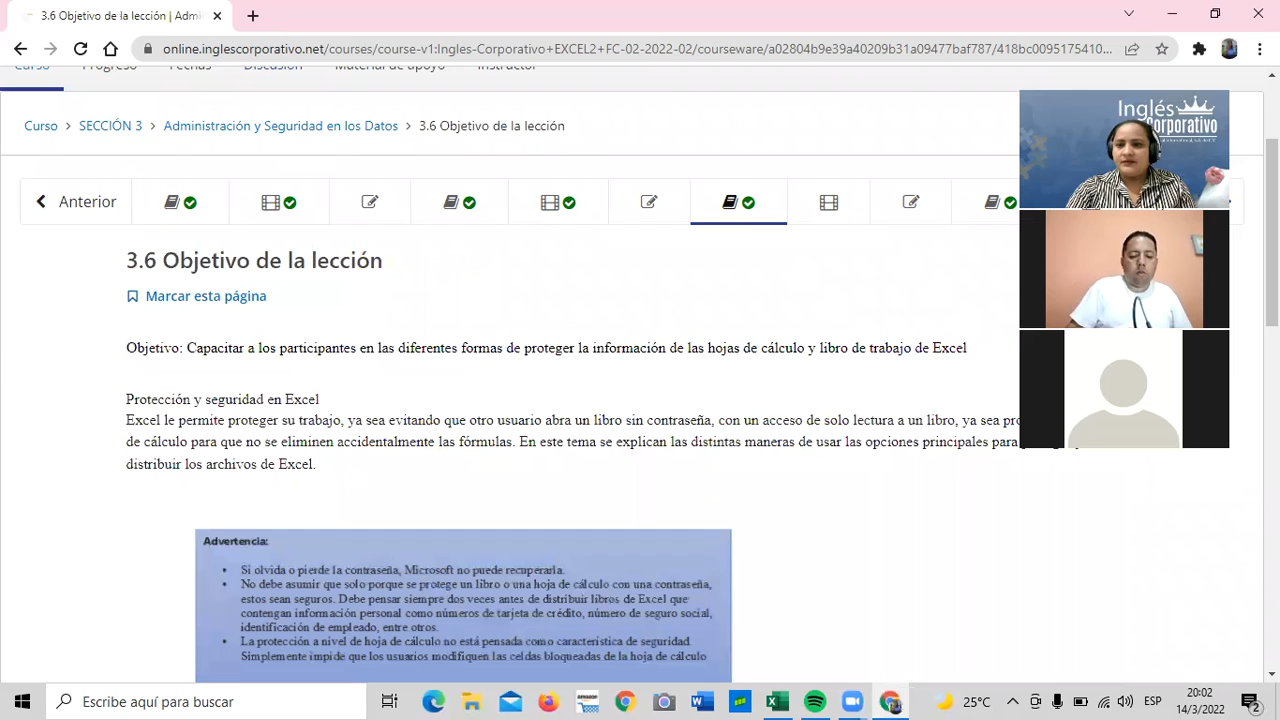 3.6 Objetivo de la lección | Admi
online.inglescorporativo.net/courses/course-v1:Ingles-Corporativo+EXCEL2+FC-02-2022-02/courseware/a02804b9e39a40209b31a09477baf787/418bc0095175410...
Curso Progreso Fechas Discusión Material de apoyo Instructor
Curso > SECCIÓN 3 > Administración y Seguridad en los Datos > 3.6 Objetivo de la lección
Inglés
Corporativo
Anterior
3.6 Objetivo de la lección
Marcar esta página
Objetivo: Capacitar a los participantes en las diferentes formas de proteger la información de las hojas de cálculo y libro de trabajo de Excel
Protección y seguridad en Excel
Excel le permite proteger su trabajo, ya sea evitando que otro usuario abra un libro sin contraseña, con un acceso de solo lectura a un libro, ya sea
de cálculo para que no se eliminen accidentalmente las fórmulas. En este tema se explican las distintas maneras de usar las opciones principales para
distribuir los archivos de Excel.
Advertencia:
• Si olvida o pierde la contraseña, Microsoft no puede recuperarla.
• No debe asumir que solo porque se protege un libro o una hoja de cálculo con una contraseña,
estos sean seguros. Debe pensar siempre dos veces antes de distribuir libros de Excel que
contengan información personal como números de tarjeta de crédito, número de seguro social,
identificación de empleado, entre otros.
• La protección a nivel de hoja de cálculo no está pensada como característica de seguridad.
Simplemente impide que los usuarios modifiquen las celdas bloqueadas de la hoja de cálculo
Escribe aquí para buscar
amazon
25°C
ESP
20:02
14/3/2022
2